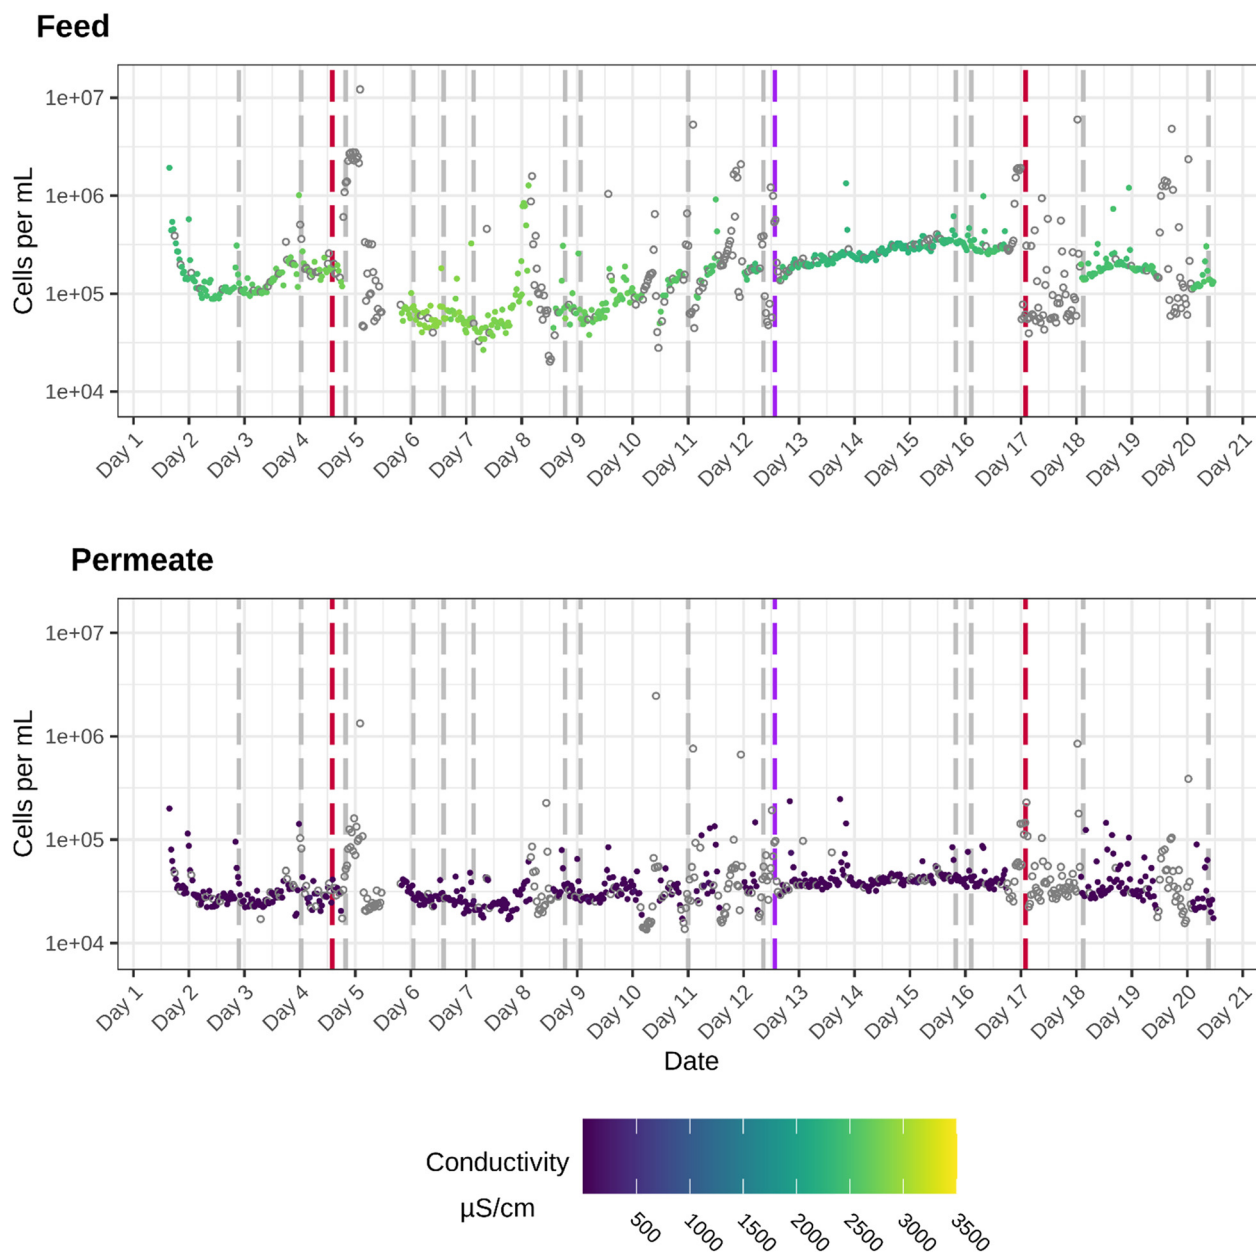 Feed
Cells per mL
1e+07
1e+06
1e+05
1e+04
Day 1 Day 2 Day 3 Day 4 Day 5 Day 6 Day 7 Day 8 Day 9 Day 10 Day 11 Day 12 Day 13 Day 14 Day 15 Day 16 Day 17 Day 18 Day 19 Day 20 Day 21
Permeate
Cells per mL
1e+07
1e+06
1e+05
1e+04
Day 1 Day 2 Day 3 Day 4 Day 5 Day 6 Day 7 Day 8 Day 9 Day 10 Day 11 Day 12 Day 13 Day 14 Day 15 Day 16 Day 17 Day 18 Day 19 Day 20 Day 21
Date
Conductivity
µS/cm
500 1000 1500 2000 2500 3000 3500